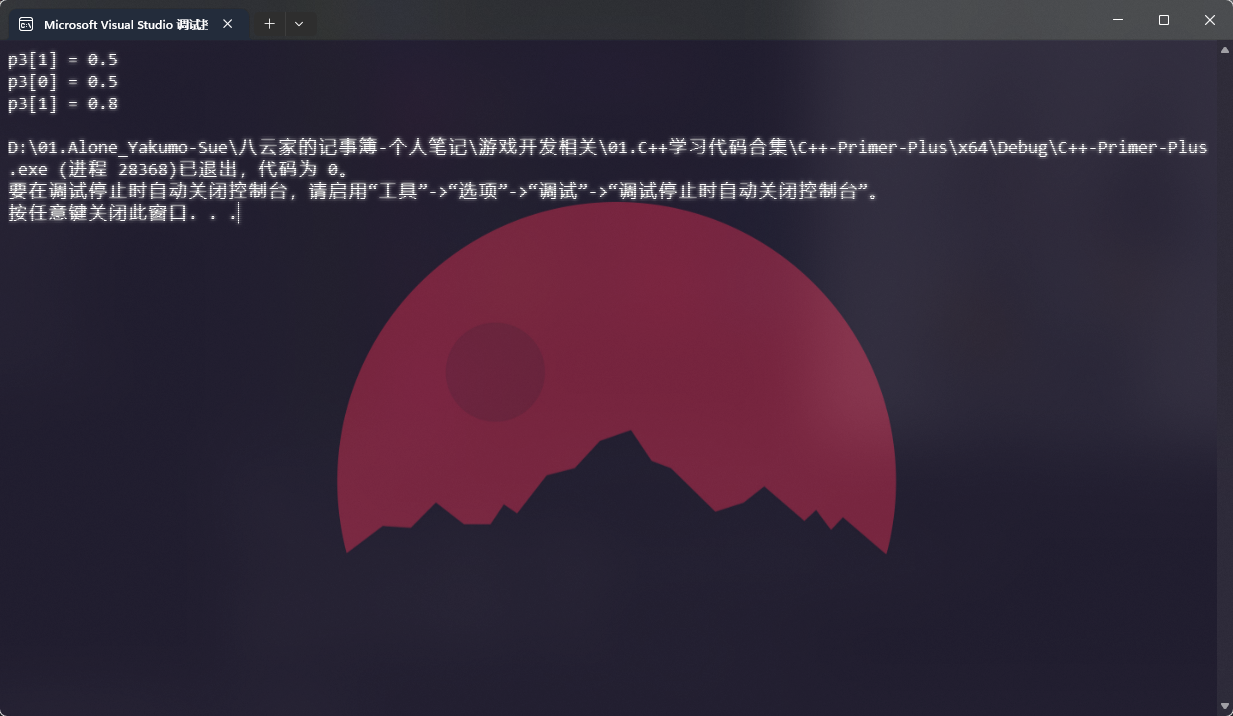 Microsoft Visual Studio 调试
p3[1] = 0.5
p3[0] = 0.5
p3[1] = 0.8
D:\01.Alone_Yakumo-Sue\八云家的记事簿-个人笔记\游戏开发相关\01.C++学习代码合集\C++-Primer-Plus\x64\Debug\C++-Primer-Plus
.exe (进程 28368)已退出，代码为 0。
要在调试停止时自动关闭控制台，请启用“工具”->“选项”->“调试”->“调试停止时自动关闭控制台”。
按任意键关闭此窗口. . .